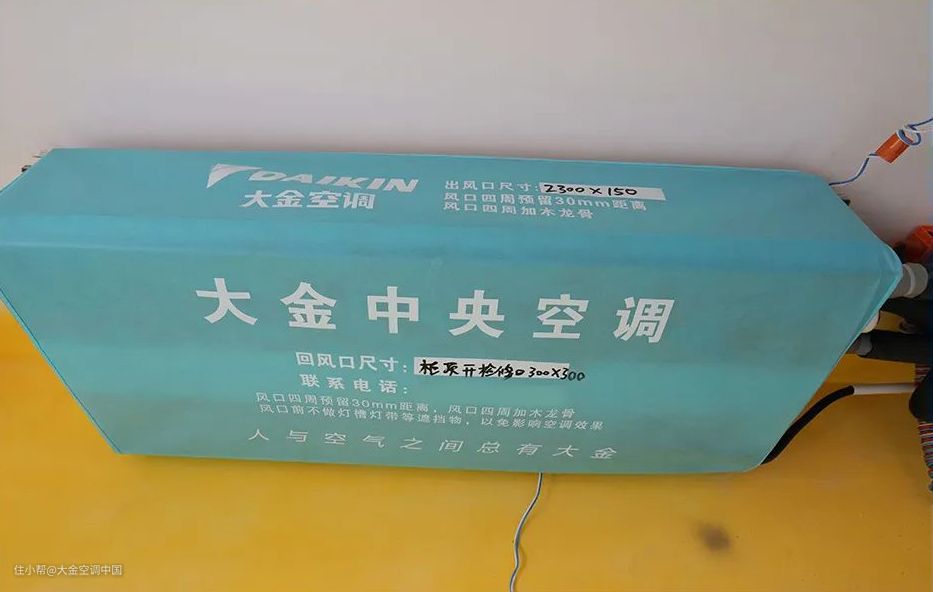 DAIKIN
大金空调
出风口尺寸:2300×150
风口四周预留30mm距离
风口四周加木龙骨
大金中央空调
回风口尺寸:柜顶开检修口300×300
联系电话:
风口四周预留30mm距离，风口四周加木龙骨
风口前不做灯槽灯带等遮挡物，以免影响空调效果
人与空气之间总有大金
住小帮@大金空调中国